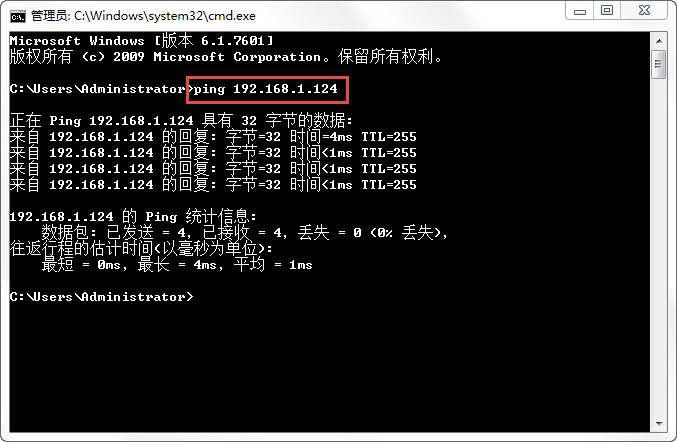 管理员: C:\Windows\system32\cmd.exe
Microsoft Windows [版本 6.1.7601]
版权所有 (c) 2009 Microsoft Corporation。保留所有权利。
C:\Users\Administrator>ping 192.168.1.124
正在 Ping 192.168.1.124 具有 32 字节的数据:
来自 192.168.1.124 的回复: 字节=32 时间=4ms TTL=255
来自 192.168.1.124 的回复: 字节=32 时间<1ms TTL=255
来自 192.168.1.124 的回复: 字节=32 时间<1ms TTL=255
来自 192.168.1.124 的回复: 字节=32 时间<1ms TTL=255
192.168.1.124 的 Ping 统计信息:
数据包: 已发送 = 4，已接收 = 4，丢失 = 0 (0% 丢失)，
往返行程的估计时间(以毫秒为单位):
最短 = 0ms，最长 = 4ms，平均 = 1ms
C:\Users\Administrator>